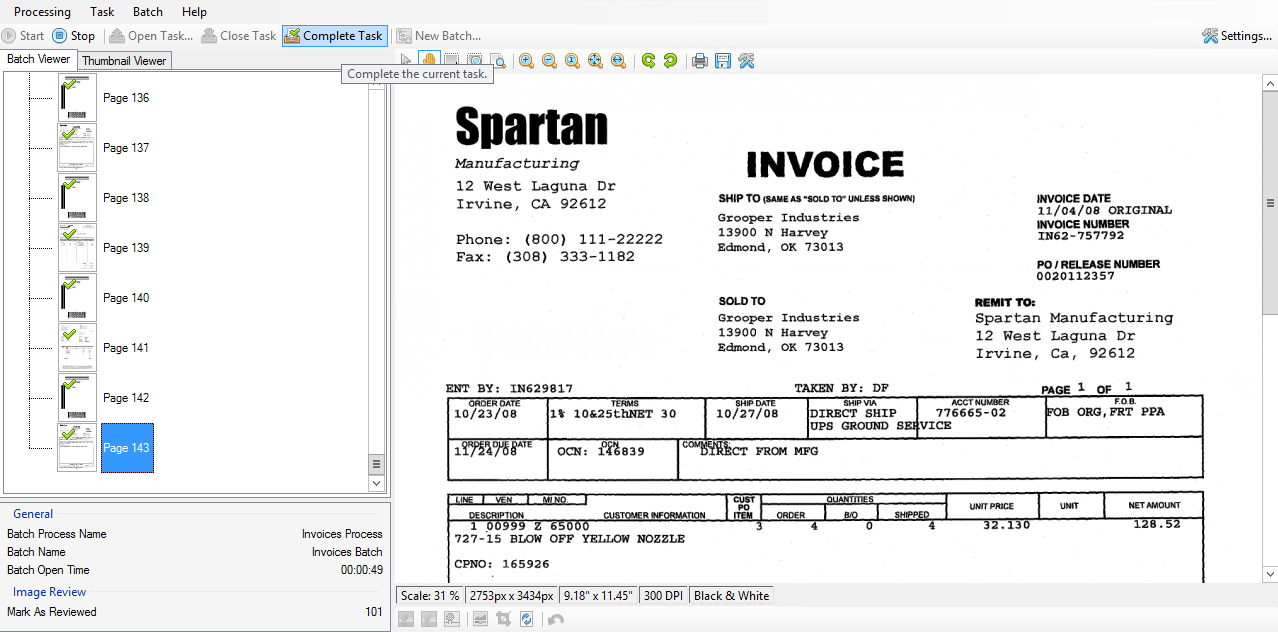 Processing Task Batch Help
Start Stop Open Task... Close Task Complete Task New Batch... Settings...
Batch Viewer Thumbnail Viewer
Complete the current task.
Page 136
Page 137
Page 138
Page 139
Page 140
Page 141
Page 142
Page 143
General
Batch Process Name Invoices Process
Batch Name Invoices Batch
Batch Open Time 00:00:49
Image Review
Mark As Reviewed 101
Spartan
Manufacturing
12 West Laguna Dr
Irvine, CA 92612
Phone: (800) 111-22222
Fax: (308) 333-1182
INVOICE
SHIP TO (SAME AS "SOLD TO" UNLESS SHOWN)
Grooper Industries
13900 N Harvey
Edmond, OK 73013
INVOICE DATE
11/04/08 ORIGINAL
INVOICE NUMBER
IN62-757792
PO / RELEASE NUMBER
0020112357
SOLD TO
Grooper Industries
13900 N Harvey
Edmond, OK 73013
REMIT TO:
Spartan Manufacturing
12 West Laguna Dr
Irvine, Ca, 92612
ENT BY: IN629817 TAKEN BY: DF PAGE 1 OF 1
ORDER DATE TERMS SHIP DATE SHIP VIA ACCT NUMBER F.O.B.
10/23/08 1% 10&25thNET 30 10/27/08 DIRECT SHIP 776665-02 FOB ORG,FRT PPA
UPS GROUND SERVICE
ORDER DUE DATE OCN COMMENTS:
11/24/08 OCN: 146839 DIRECT FROM MFG
LINE VEN MI NO. CUST PO ITEM QUANTITIES UNIT PRICE UNIT NET AMOUNT
DESCRIPTION CUSTOMER INFORMATION ORDER B/O SHIPPED
1 00999 Z 65000 3 4 0 4 32.130 128.52
727-15 BLOW OFF YELLOW NOZZLE
CPNO: 165926
Scale: 31 % 2753px x 3434px 9.18" x 11.45" 300 DPI Black & White